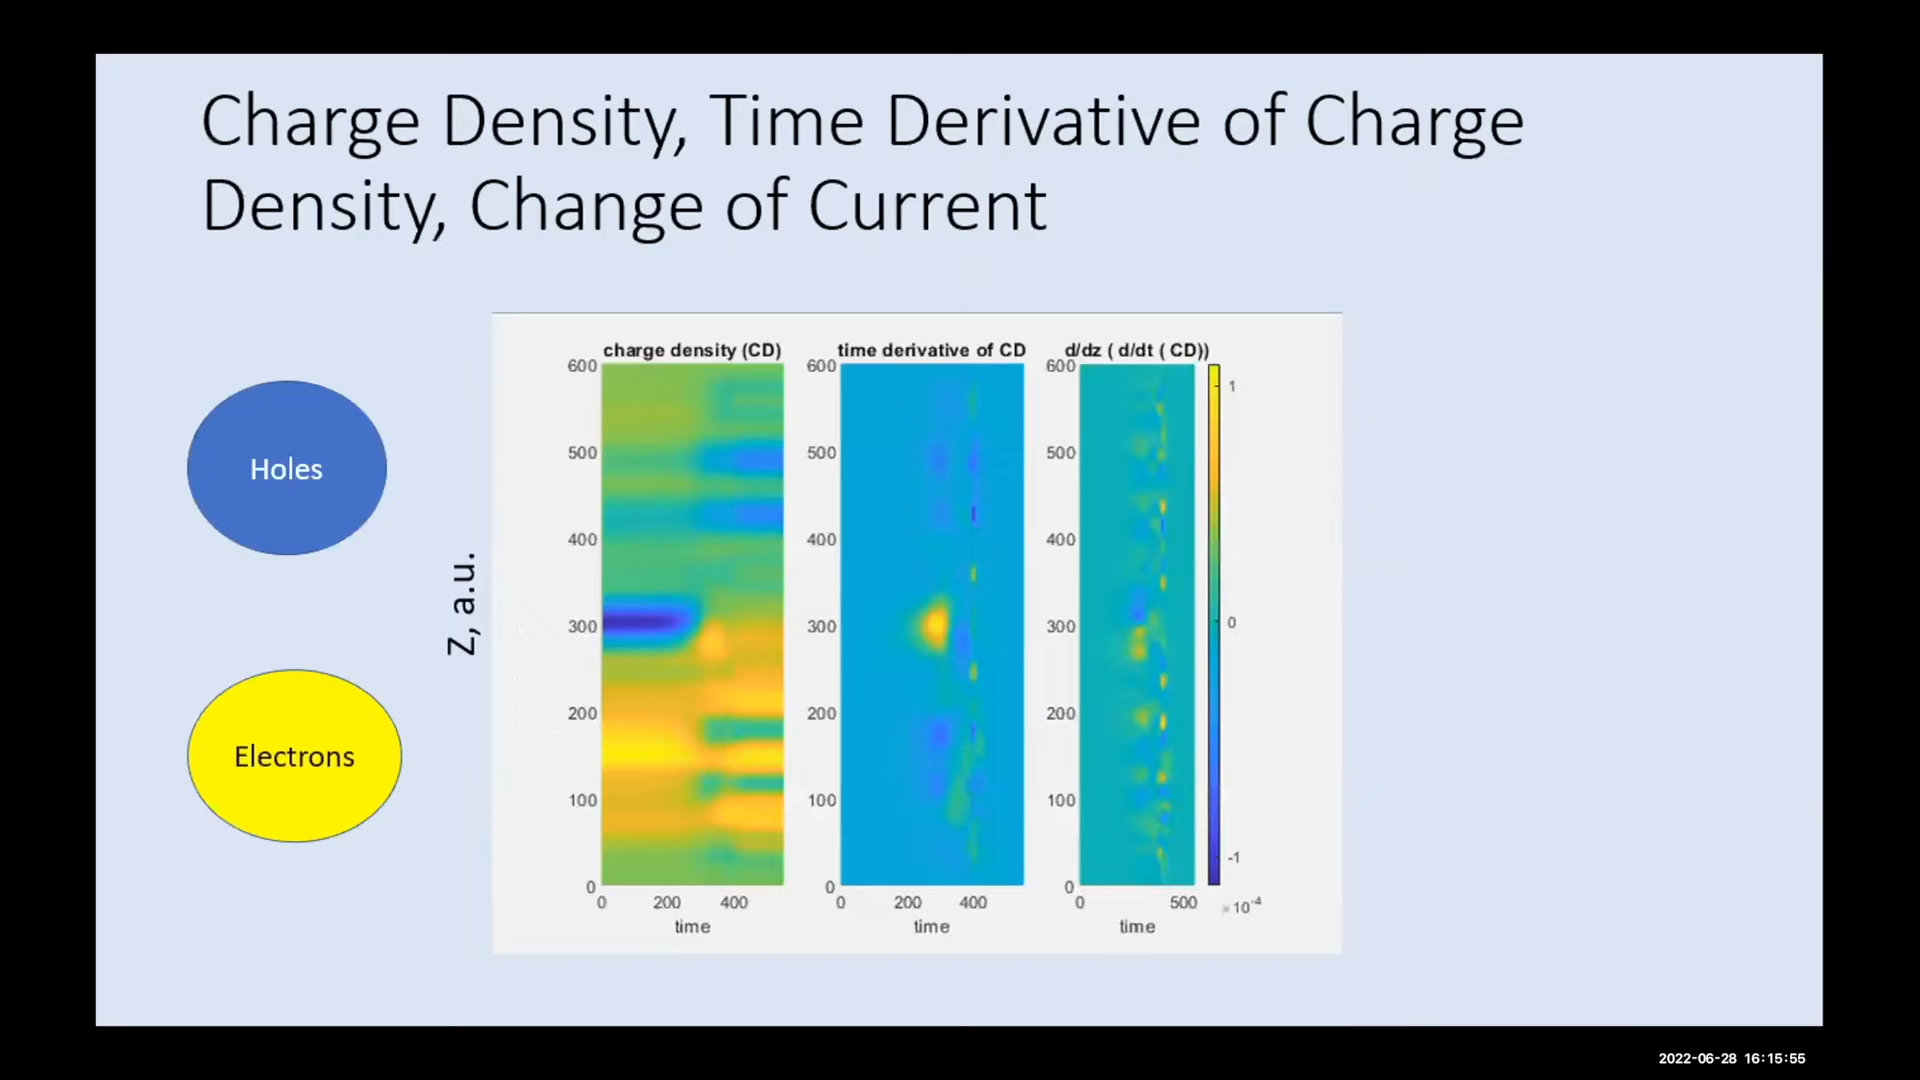 Charge Density, Time Derivative of Charge
Density, Change of Current
Holes
Electrons
Z, a.u.
charge density (CD)
600
500
400
300
200
100
0
0 200 400
time
time derivative of CD
600
500
400
300
200
100
0
0 200 400
time
d/dz ( d/dt ( CD))
600
500
400
300
200
100
0
0 500
time
1
0
-1
×10-4
2022-06-28 16:15:55